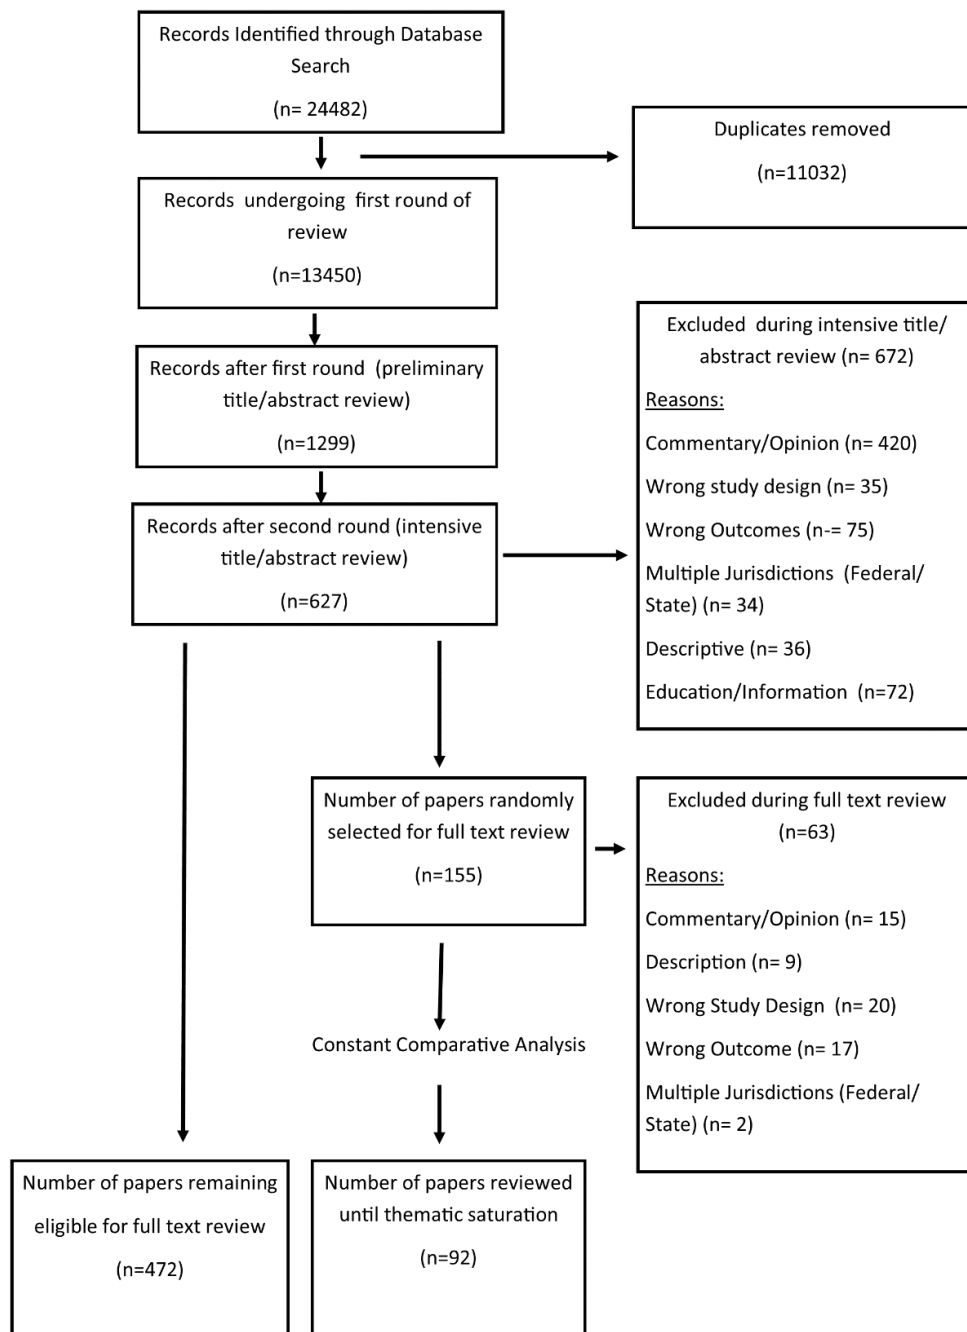 Records Identified through Database
Search
(n= 24482)
Duplicates removed
(n=11032)
Records undergoing first round of
review
(n=13450)
Records after first round (preliminary
title/abstract review)
(n=1299)
Excluded during intensive title/
abstract review (n= 672)
Reasons:
Commentary/Opinion (n= 420)
Wrong study design (n= 35)
Wrong Outcomes (n-= 75)
Multiple Jurisdictions (Federal/
State) (n= 34)
Descriptive (n= 36)
Education/Information (n=72)
Records after second round (intensive
title/abstract review)
(n=627)
Number of papers randomly
selected for full text review
(n=155)
Excluded during full text review
(n=63)
Reasons:
Commentary/Opinion (n= 15)
Description (n= 9)
Wrong Study Design (n= 20)
Wrong Outcome (n= 17)
Multiple Jurisdictions (Federal/
State) (n= 2)
Constant Comparative Analysis
Number of papers remaining
eligible for full text review
(n=472)
Number of papers reviewed
until thematic saturation
(n=92)